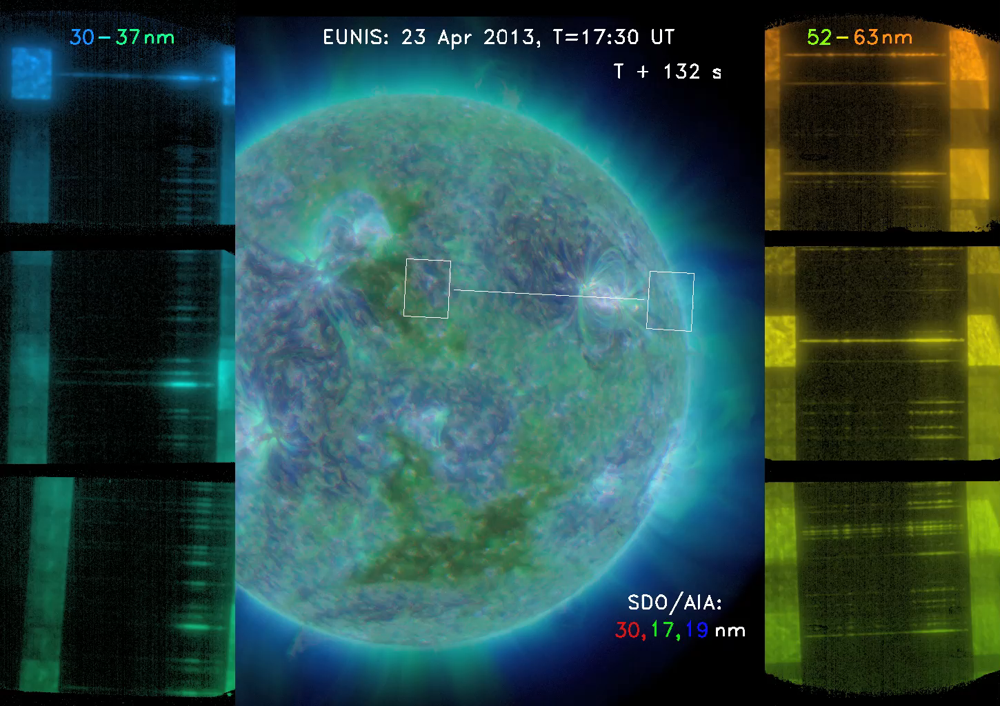 30-37nm
EUNIS: 23 Apr 2013, T=17:30 UT
T + 132 s
52-63nm
SDO/AIA:
30,17,19 nm